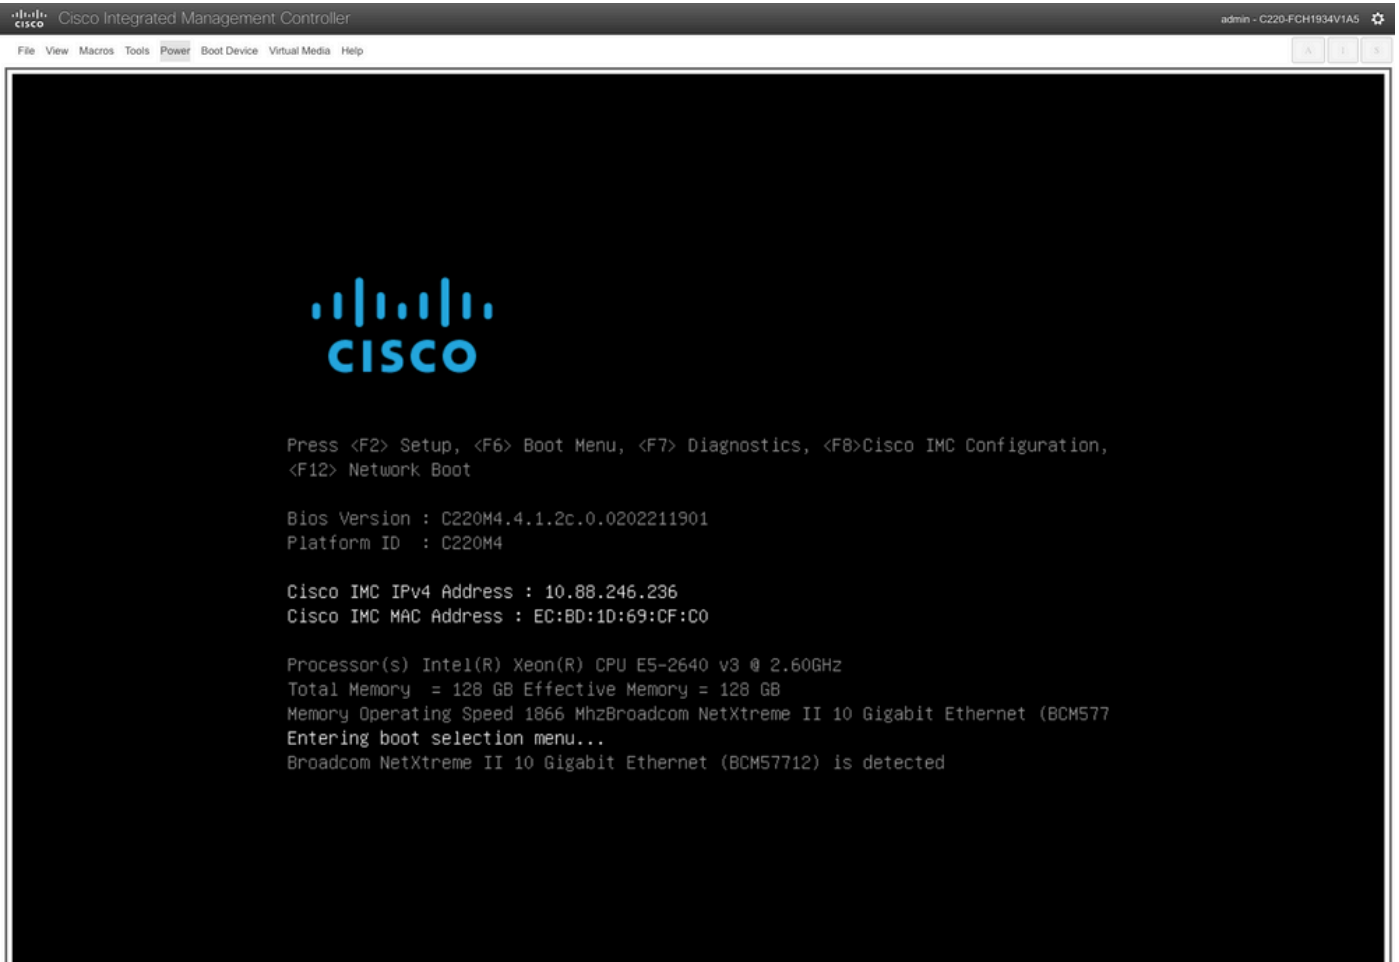 CISCO Cisco Integrated Management Controller admin - C220-FCH1934V1A5
File View Macros Tools Power Boot Device Virtual Media Help A 1 S
CISCO
Press <F2> Setup, <F6> Boot Menu, <F7> Diagnostics, <F8>Cisco IMC Configuration,
<F12> Network Boot
Bios Version : C220M4.4.1.2c.0.0202211901
Platform ID : C220M4
Cisco IMC IPv4 Address : 10.88.246.236
Cisco IMC MAC Address : EC:BD:1D:69:CF:C0
Processor(s) Intel(R) Xeon(R) CPU E5-2640 v3 @ 2.60GHz
Total Memory = 128 GB Effective Memory = 128 GB
Memory Operating Speed 1866 MhzBroadcom NetXtreme II 10 Gigabit Ethernet (BCM577
Entering boot selection menu...
Broadcom NetXtreme II 10 Gigabit Ethernet (BCM57712) is detected